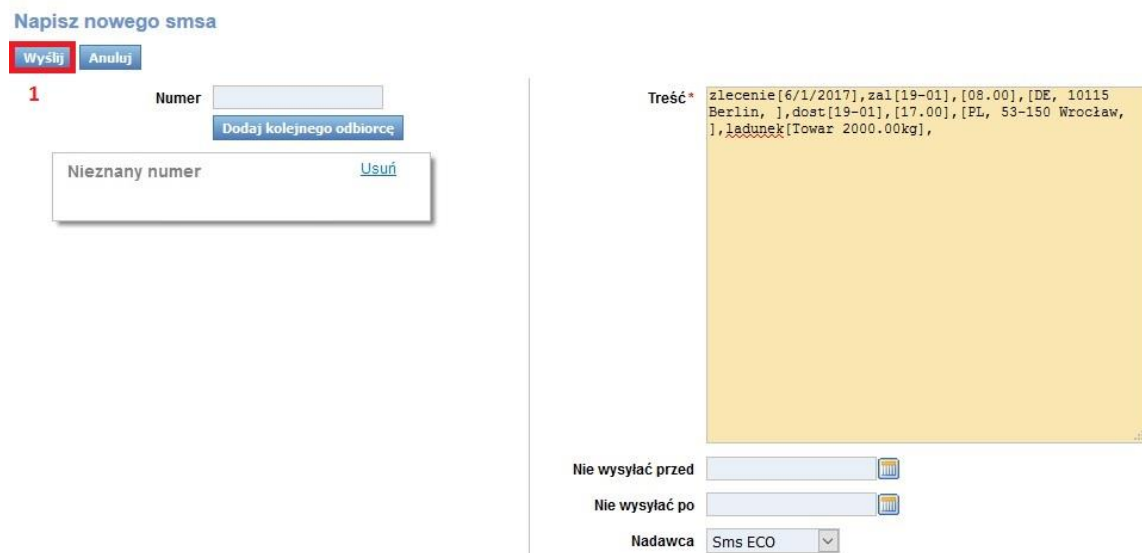 Napisz nowego smsa
Wyślij Anuluj
1
Numer
Dodaj kolejnego odbiorcę
Nieznany numer Usuń
Treść*
zlecenie[6/1/2017],zal[19-01],[08.00],[DE, 10115
Berlin, ],dost[19-01],[17.00],[PL, 53-150 Wrocław,
],ladunek[Towar 2000.00kg],
Nie wysyłać przed
Nie wysyłać po
Nadawca Sms ECO